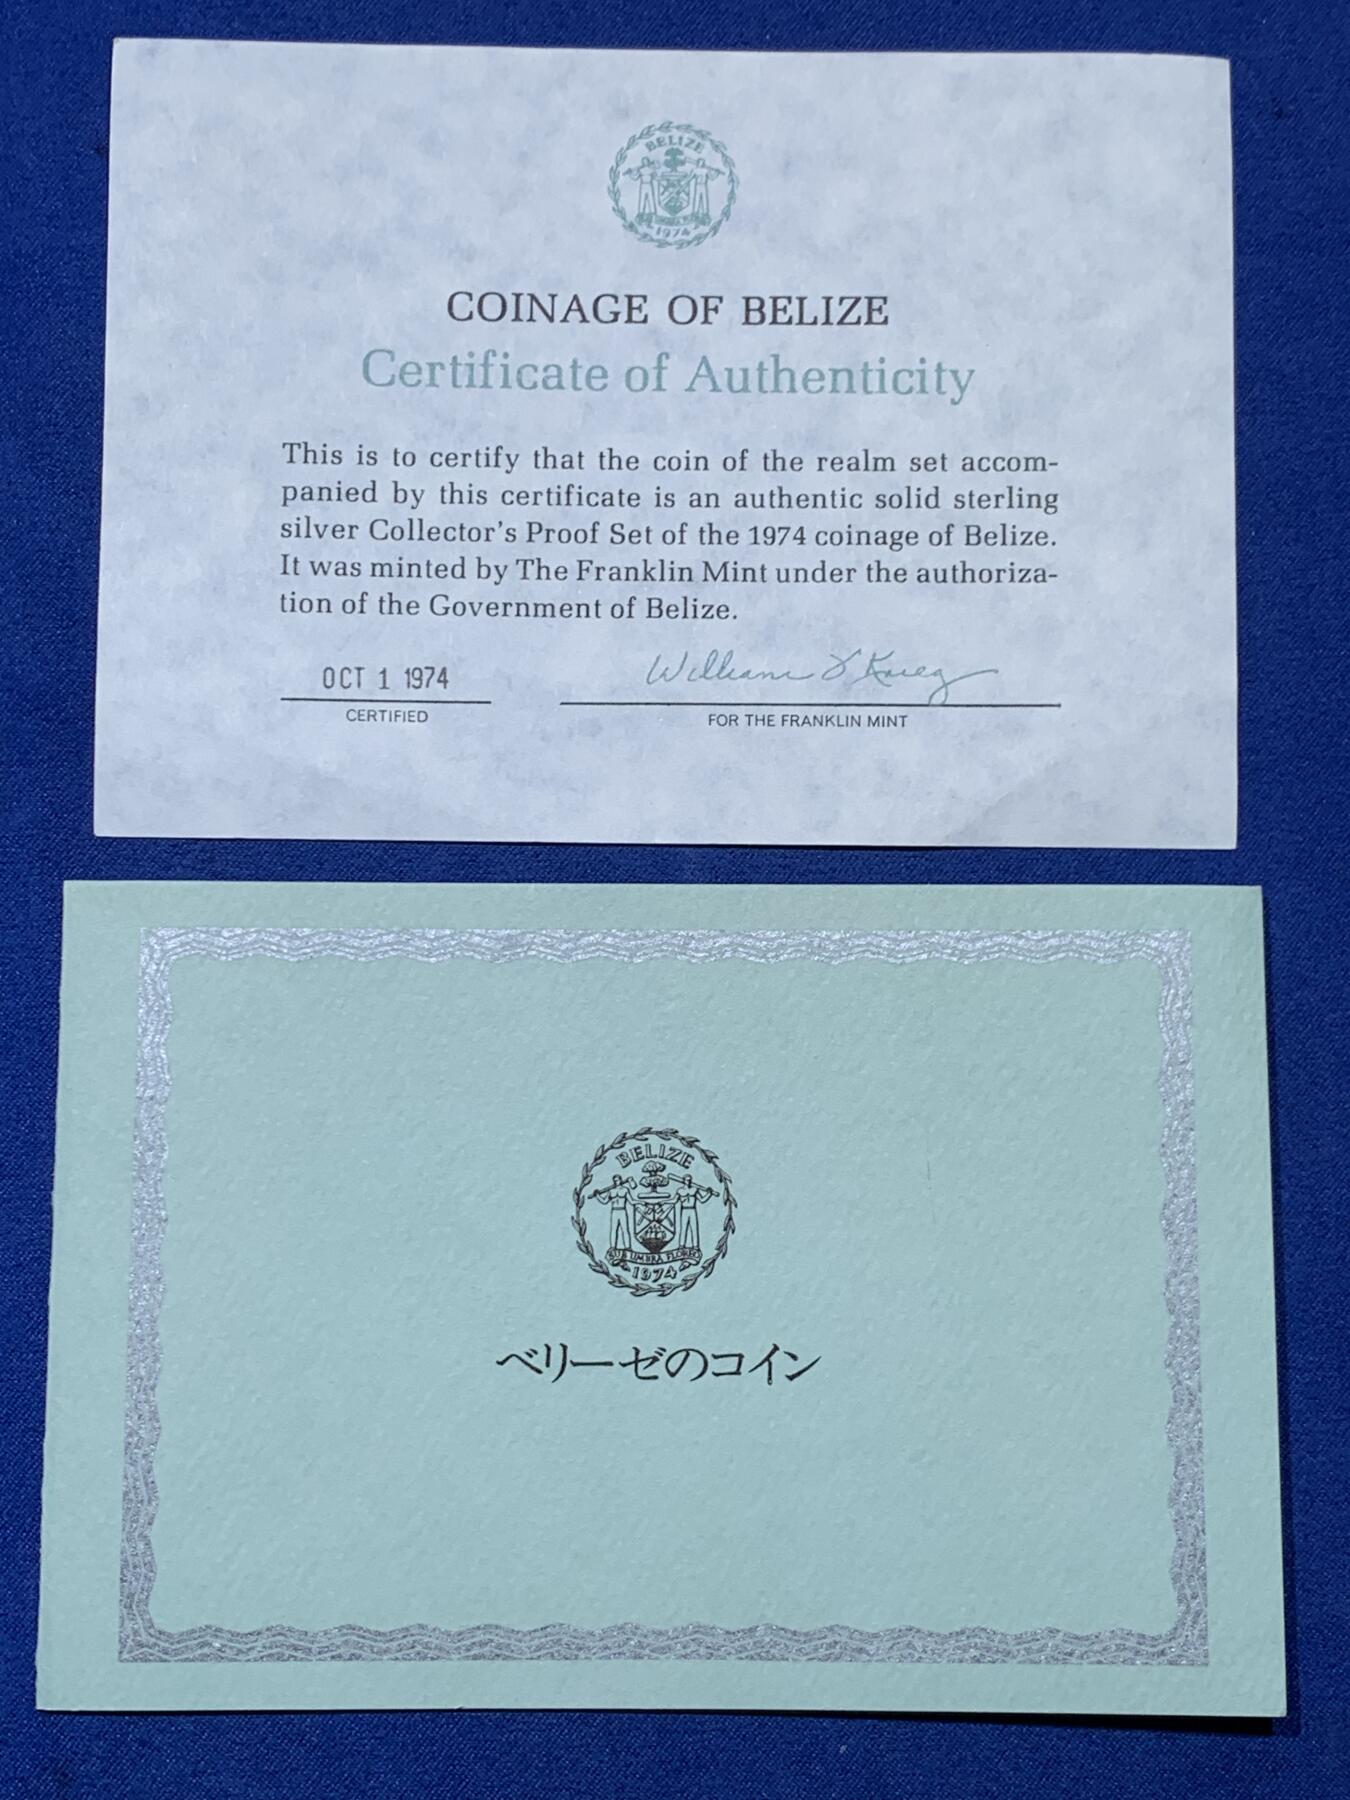 BELIZE
1974
COINAGE OF BELIZE
Certificate of Authenticity
This is to certify that the coin of the realm set accom-
panied by this certificate is an authentic solid sterling
silver Collector's Proof Set of the 1974 coinage of Belize.
It was minted by The Franklin Mint under the authoriza-
tion of the Government of Belize.
OCT 1 1974
William L Krieg
CERTIFIED
FOR THE FRANKLIN MINT
BELIZE
SUB UMBRA FLOREO
1974
ベリーゼのコイン